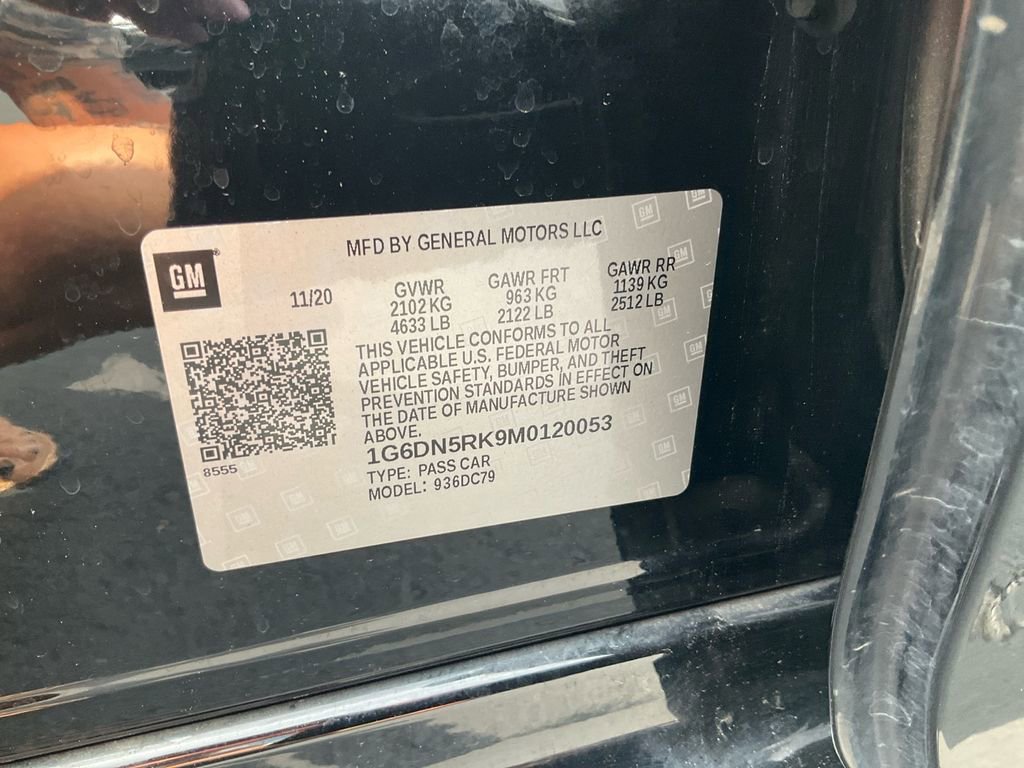 MFD BY GENERAL MOTORS LLC
GM
11/20
GVWR
2102 KG
4633 LB
GAWR FRT
963 KG
2122 LB
GAWR RR
1139 KG
2512 LB
THIS VEHICLE CONFORMS TO ALL
APPLICABLE U.S. FEDERAL MOTOR
VEHICLE SAFETY, BUMPER, AND THEFT
PREVENTION STANDARDS IN EFFECT ON
THE DATE OF MANUFACTURE SHOWN
ABOVE.
1G6DN5RK9M0120053
TYPE: PASS CAR
MODEL: 936DC79
8555